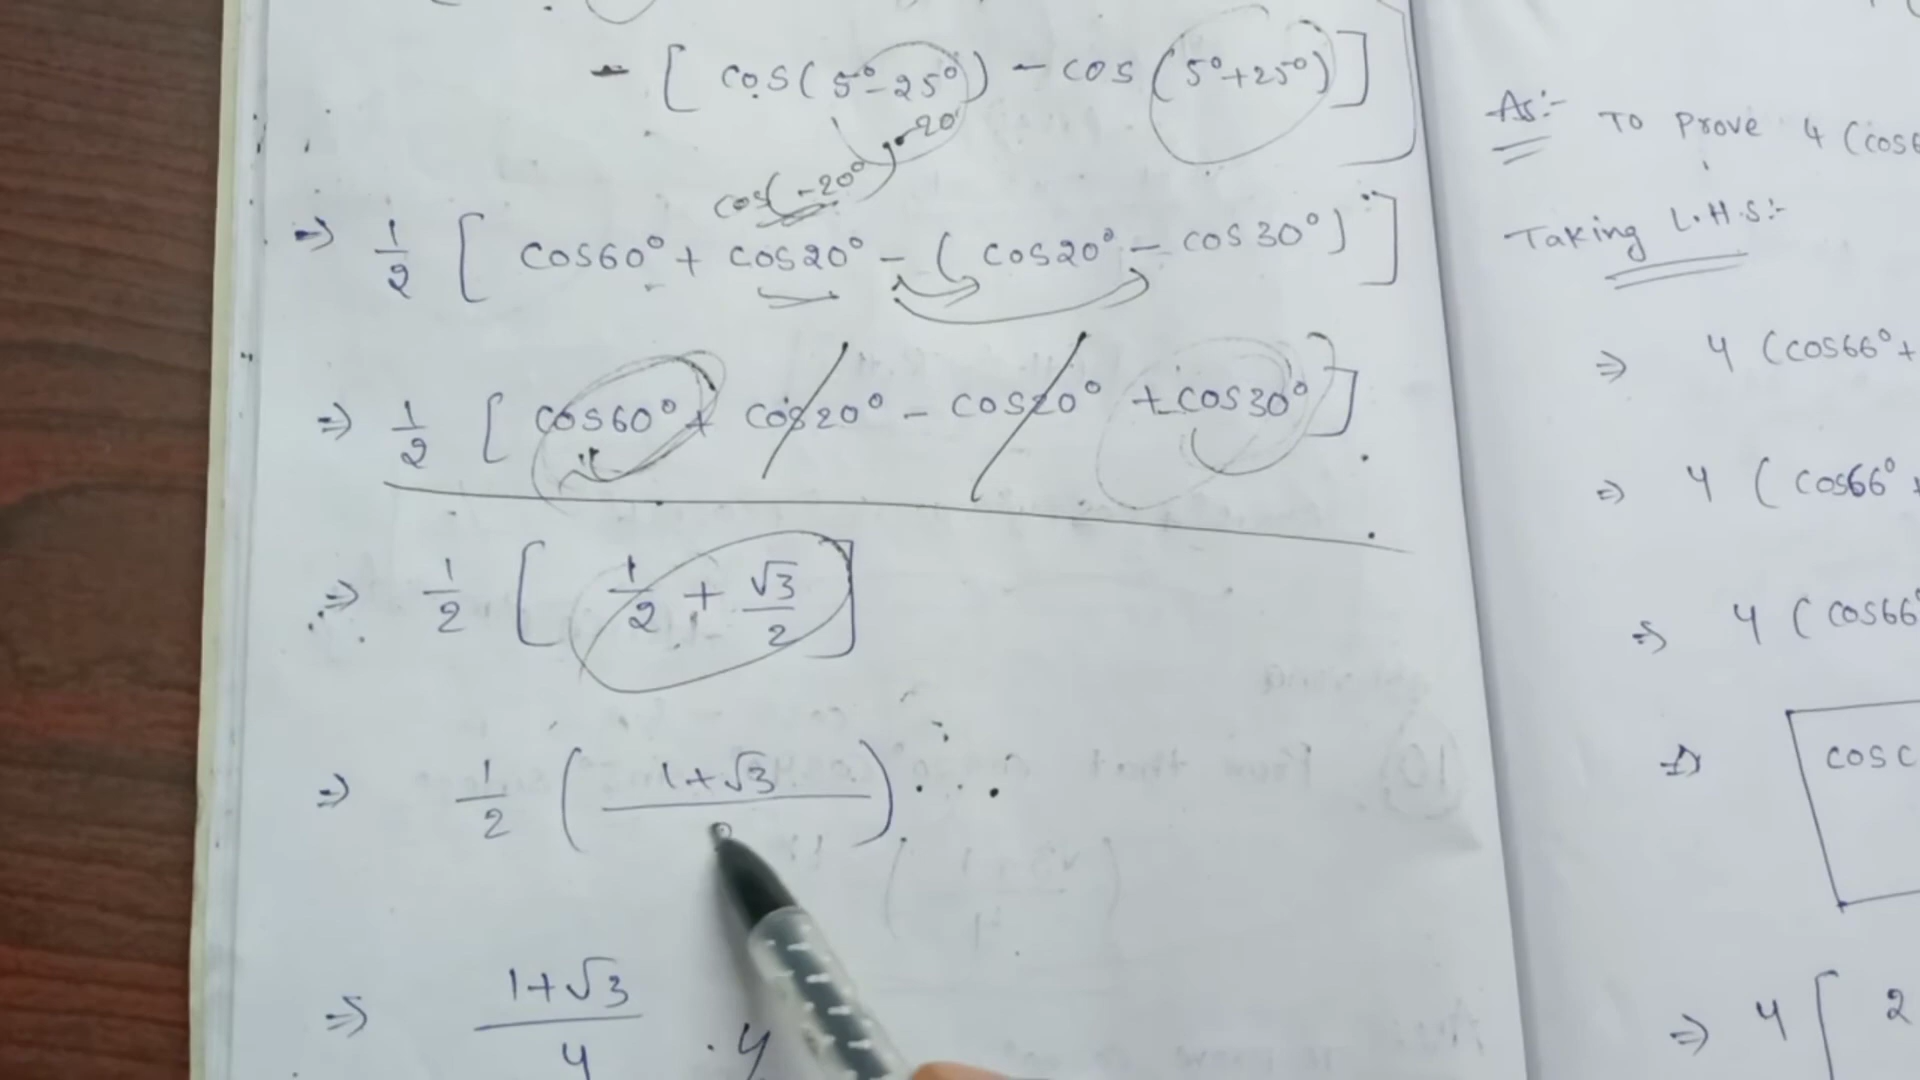 - [ cos(5°-25°) - cos(5°+25°) ]
-20°
cos(-20°)
⇒ 1/2 [ cos60° + cos20° - (cos20° - cos30°) ]
⇒ 1/2 [ cos60° + cos20° - cos20° + cos30° ]
⇒ 1/2 [ 1/2 + √3/2 ]
⇒ 1/2 ( 1+√3 / 2 )
⇒ 1+√3 / 4 . 4
As:- To prove 4 (cos6
Taking L.H.S:-
⇒ 4 (cos66° +
⇒ 4 ( cos66° +
⇒ 4 ( cos66°
⇒ cos C
⇒ 4 [ 2